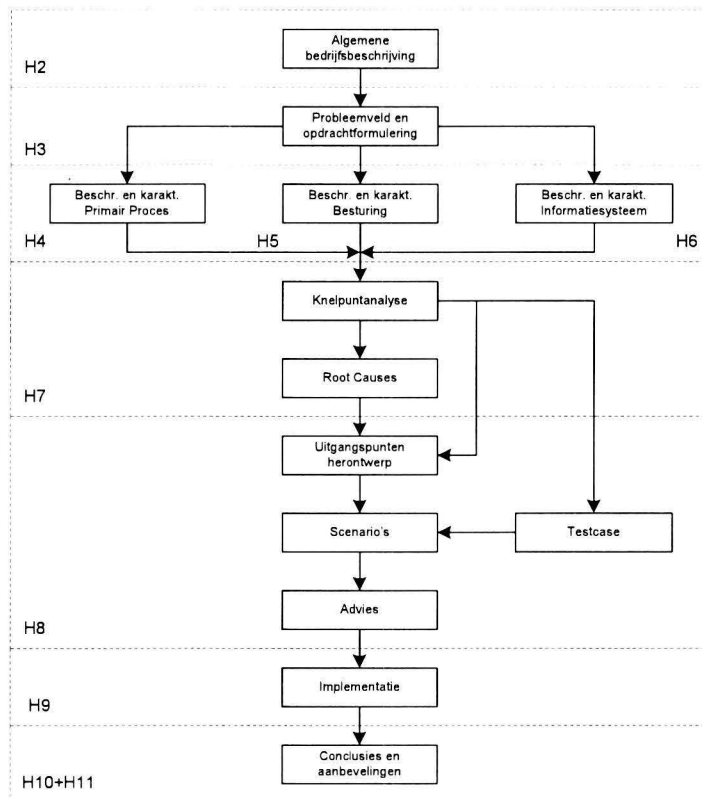 Algemene
bedrijfsbeschrijving
H2
Probleemveld en
opdrachtformulering
H3
Beschr. en karakt.
Primair Proces
Beschr. en karakt.
Besturing
Beschr. en karakt.
Informatiesysteem
H4
H5
H6
Knelpuntanalyse
Root Causes
H7
Uitgangspunten
herontwerp
Scenario's
Testcase
Advies
H8
Implementatie
H9
Conclusies en
aanbevelingen
H10+H11